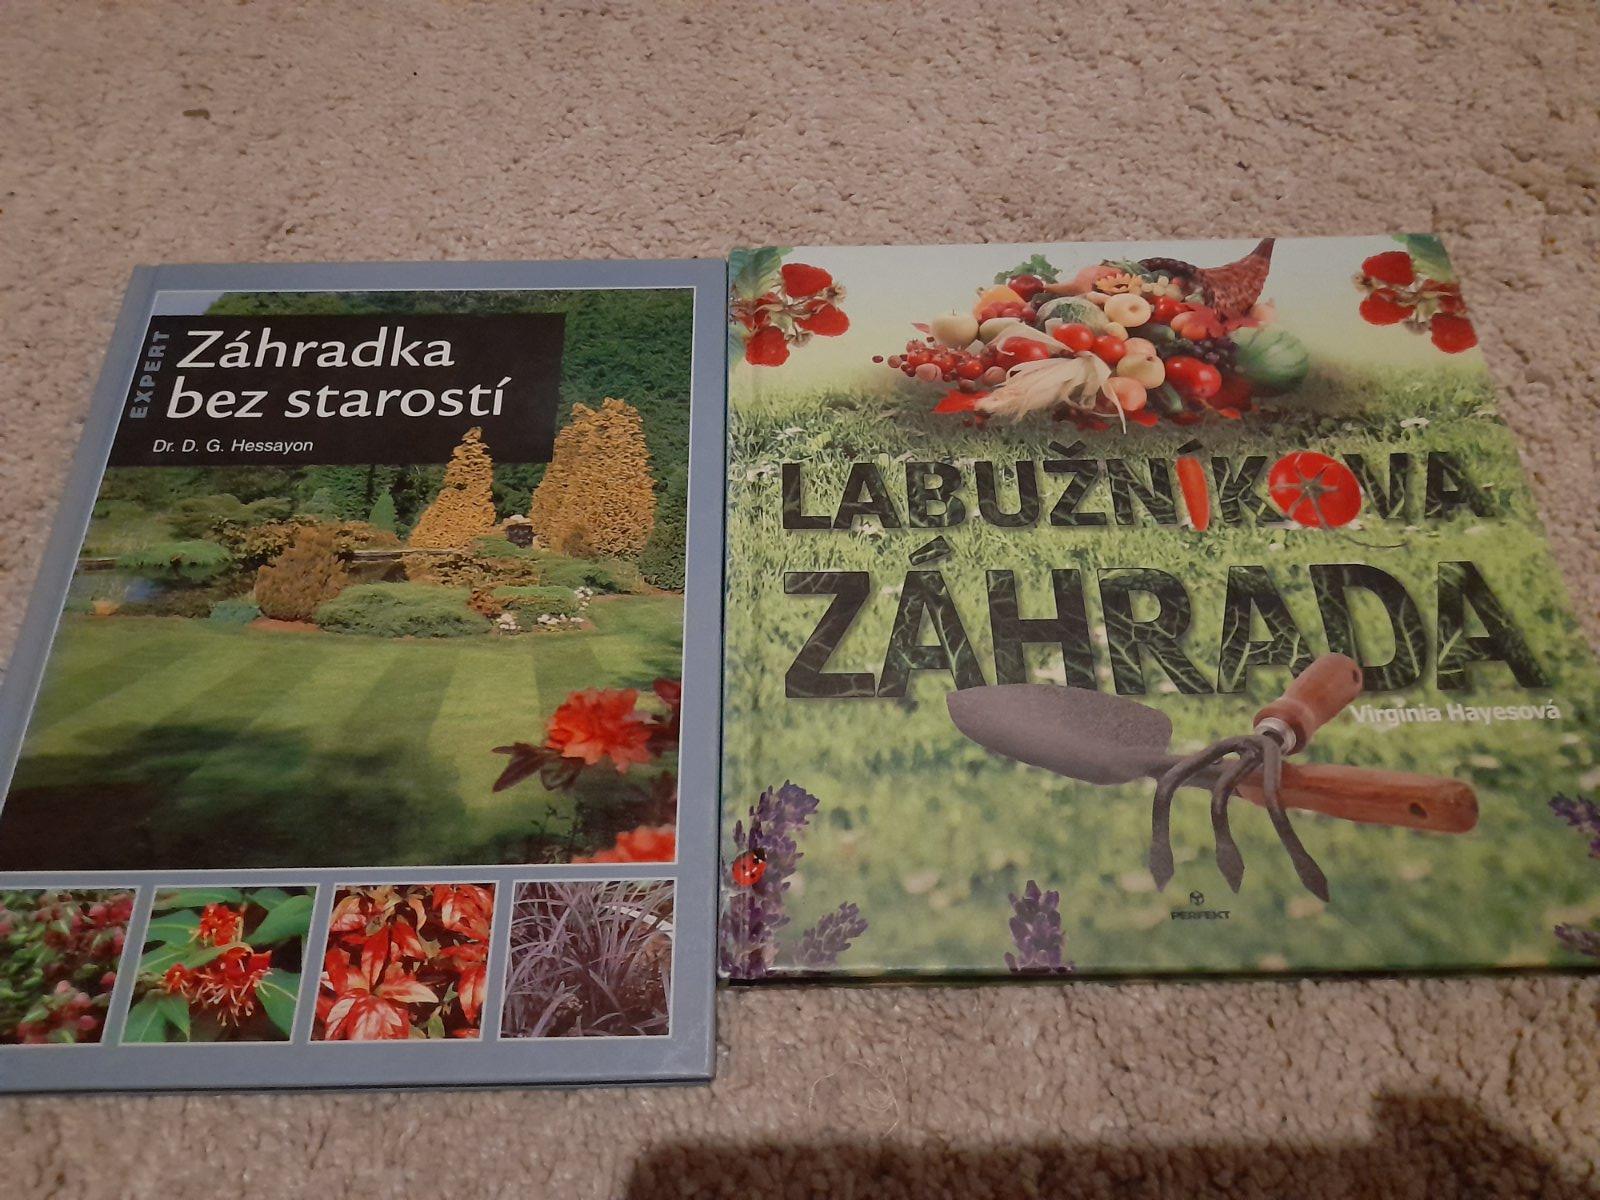 EXPERT
Záhradka
bez starostí
Dr. D. G. Hessayon
LABUŽNÍKOVA
ZÁHRADA
Virginia Hayesová
PERFEKT